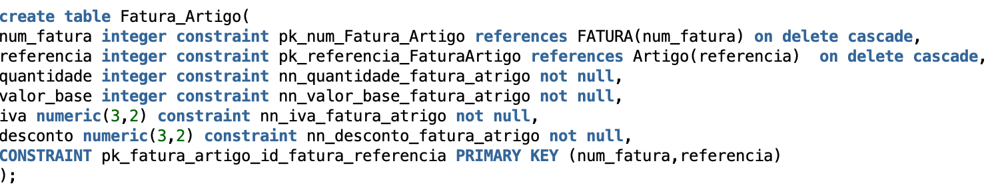 create table Fatura_Artigo(
num_fatura integer constraint pk_num_Fatura_Artigo references FATURA(num_fatura) on delete cascade,
referencia integer constraint pk_referencia_FaturaArtigo references Artigo(referencia)  on delete cascade,
quantidade integer constraint nn_quantidade_fatura_atrigo not null,
valor_base integer constraint nn_valor_base_fatura_atrigo not null,
iva numeric(3,2) constraint nn_iva_fatura_atrigo not null,
desconto numeric(3,2) constraint nn_desconto_fatura_atrigo not null,
CONSTRAINT pk_fatura_artigo_id_fatura_referencia PRIMARY KEY (num_fatura,referencia)
);